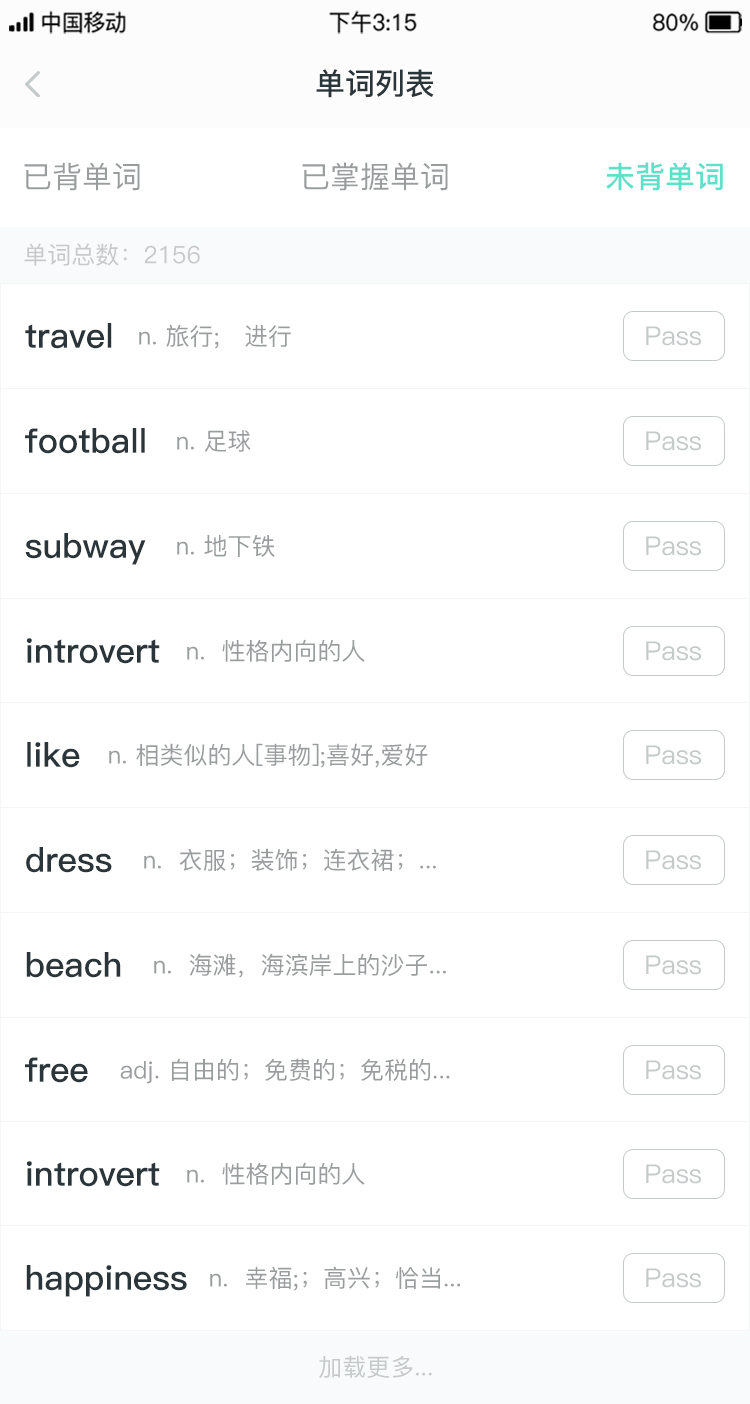 中国移动 下午3:15 80%
单词列表
已背单词 已掌握单词 未背单词
单词总数：2156
travel n. 旅行; 进行 Pass
football n. 足球 Pass
subway n. 地下铁 Pass
introvert n. 性格内向的人 Pass
like n. 相类似的人[事物];喜好,爱好 Pass
dress n. 衣服；装饰；连衣裙；... Pass
beach n. 海滩，海滨岸上的沙子... Pass
free adj. 自由的；免费的；免税的... Pass
introvert n. 性格内向的人 Pass
happiness n. 幸福;；高兴；恰当... Pass
加载更多...